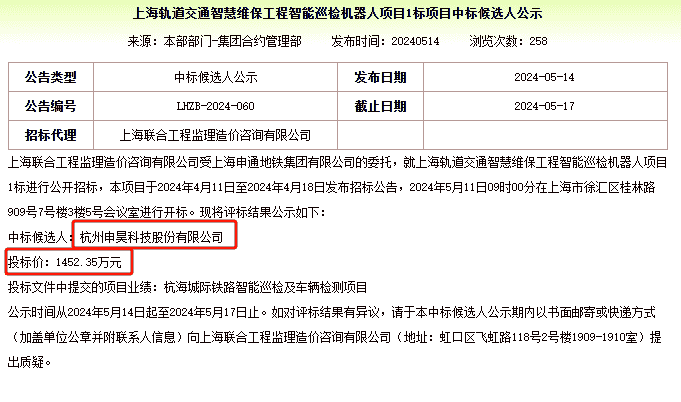 上海轨道交通智慧维保工程智能巡检机器人项目1标项目中标候选人公示
来源：本部部门-集团合约管理部 发布时间：20240514 浏览次数：258
公告类型 中标候选人公示 发布日期 2024-05-14
公告编号 LHZB-2024-060 截止日期 2024-05-17
招标代理 上海联合工程监理造价咨询有限公司
上海联合工程监理造价咨询有限公司受上海申通地铁集团有限公司的委托，就上海轨道交通智慧维保工程智能巡检机器人项目
1标进行公开招标，本项目于2024年4月11日至2024年4月18日发布招标公告，2024年5月11日09时00分在上海市徐汇区桂林路
909号7号楼3楼5号会议室进行开标。现将评标结果公示如下：
中标候选人：杭州申昊科技股份有限公司
投标价：1452.35万元
投标文件中提交的项目业绩：杭海城际铁路智能巡检及车辆检测项目
公示时间从2024年5月14日起至2024年5月17日止。如对评标结果有异议，请于本中标候选人公示期内以书面邮寄或快递方式
（加盖单位公章并附联系人信息）向上海联合工程监理造价咨询有限公司（地址：虹口区飞虹路118号2号楼1909-1910室）提
出质疑。